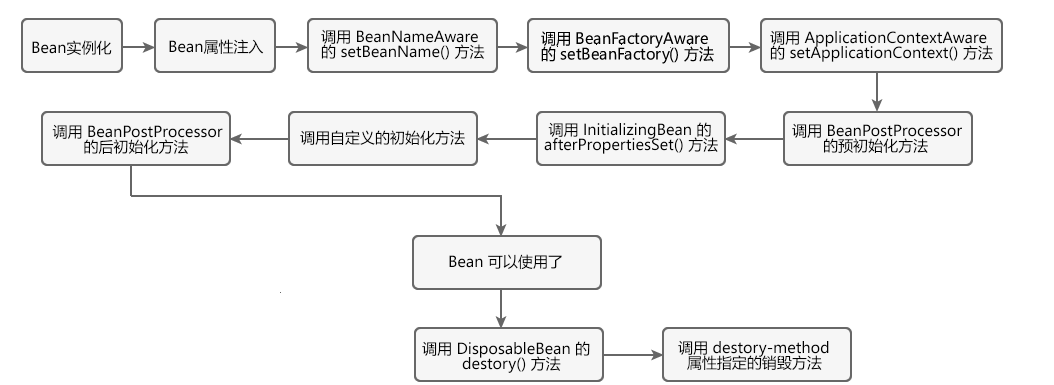 Bean实例化
Bean属性注入
调用 BeanNameAware
的 setBeanName() 方法
调用 BeanFactoryAware
的 setBeanFactory() 方法
调用 ApplicationContextAware
的 setApplicationContext() 方法
调用 BeanPostProcessor
的预初始化方法
调用 InitializingBean 的
afterPropertiesSet() 方法
调用自定义的初始化方法
调用 BeanPostProcessor
的后初始化方法
Bean 可以使用了
调用 DisposableBean 的
destory() 方法
调用 destory-method
属性指定的销毁方法